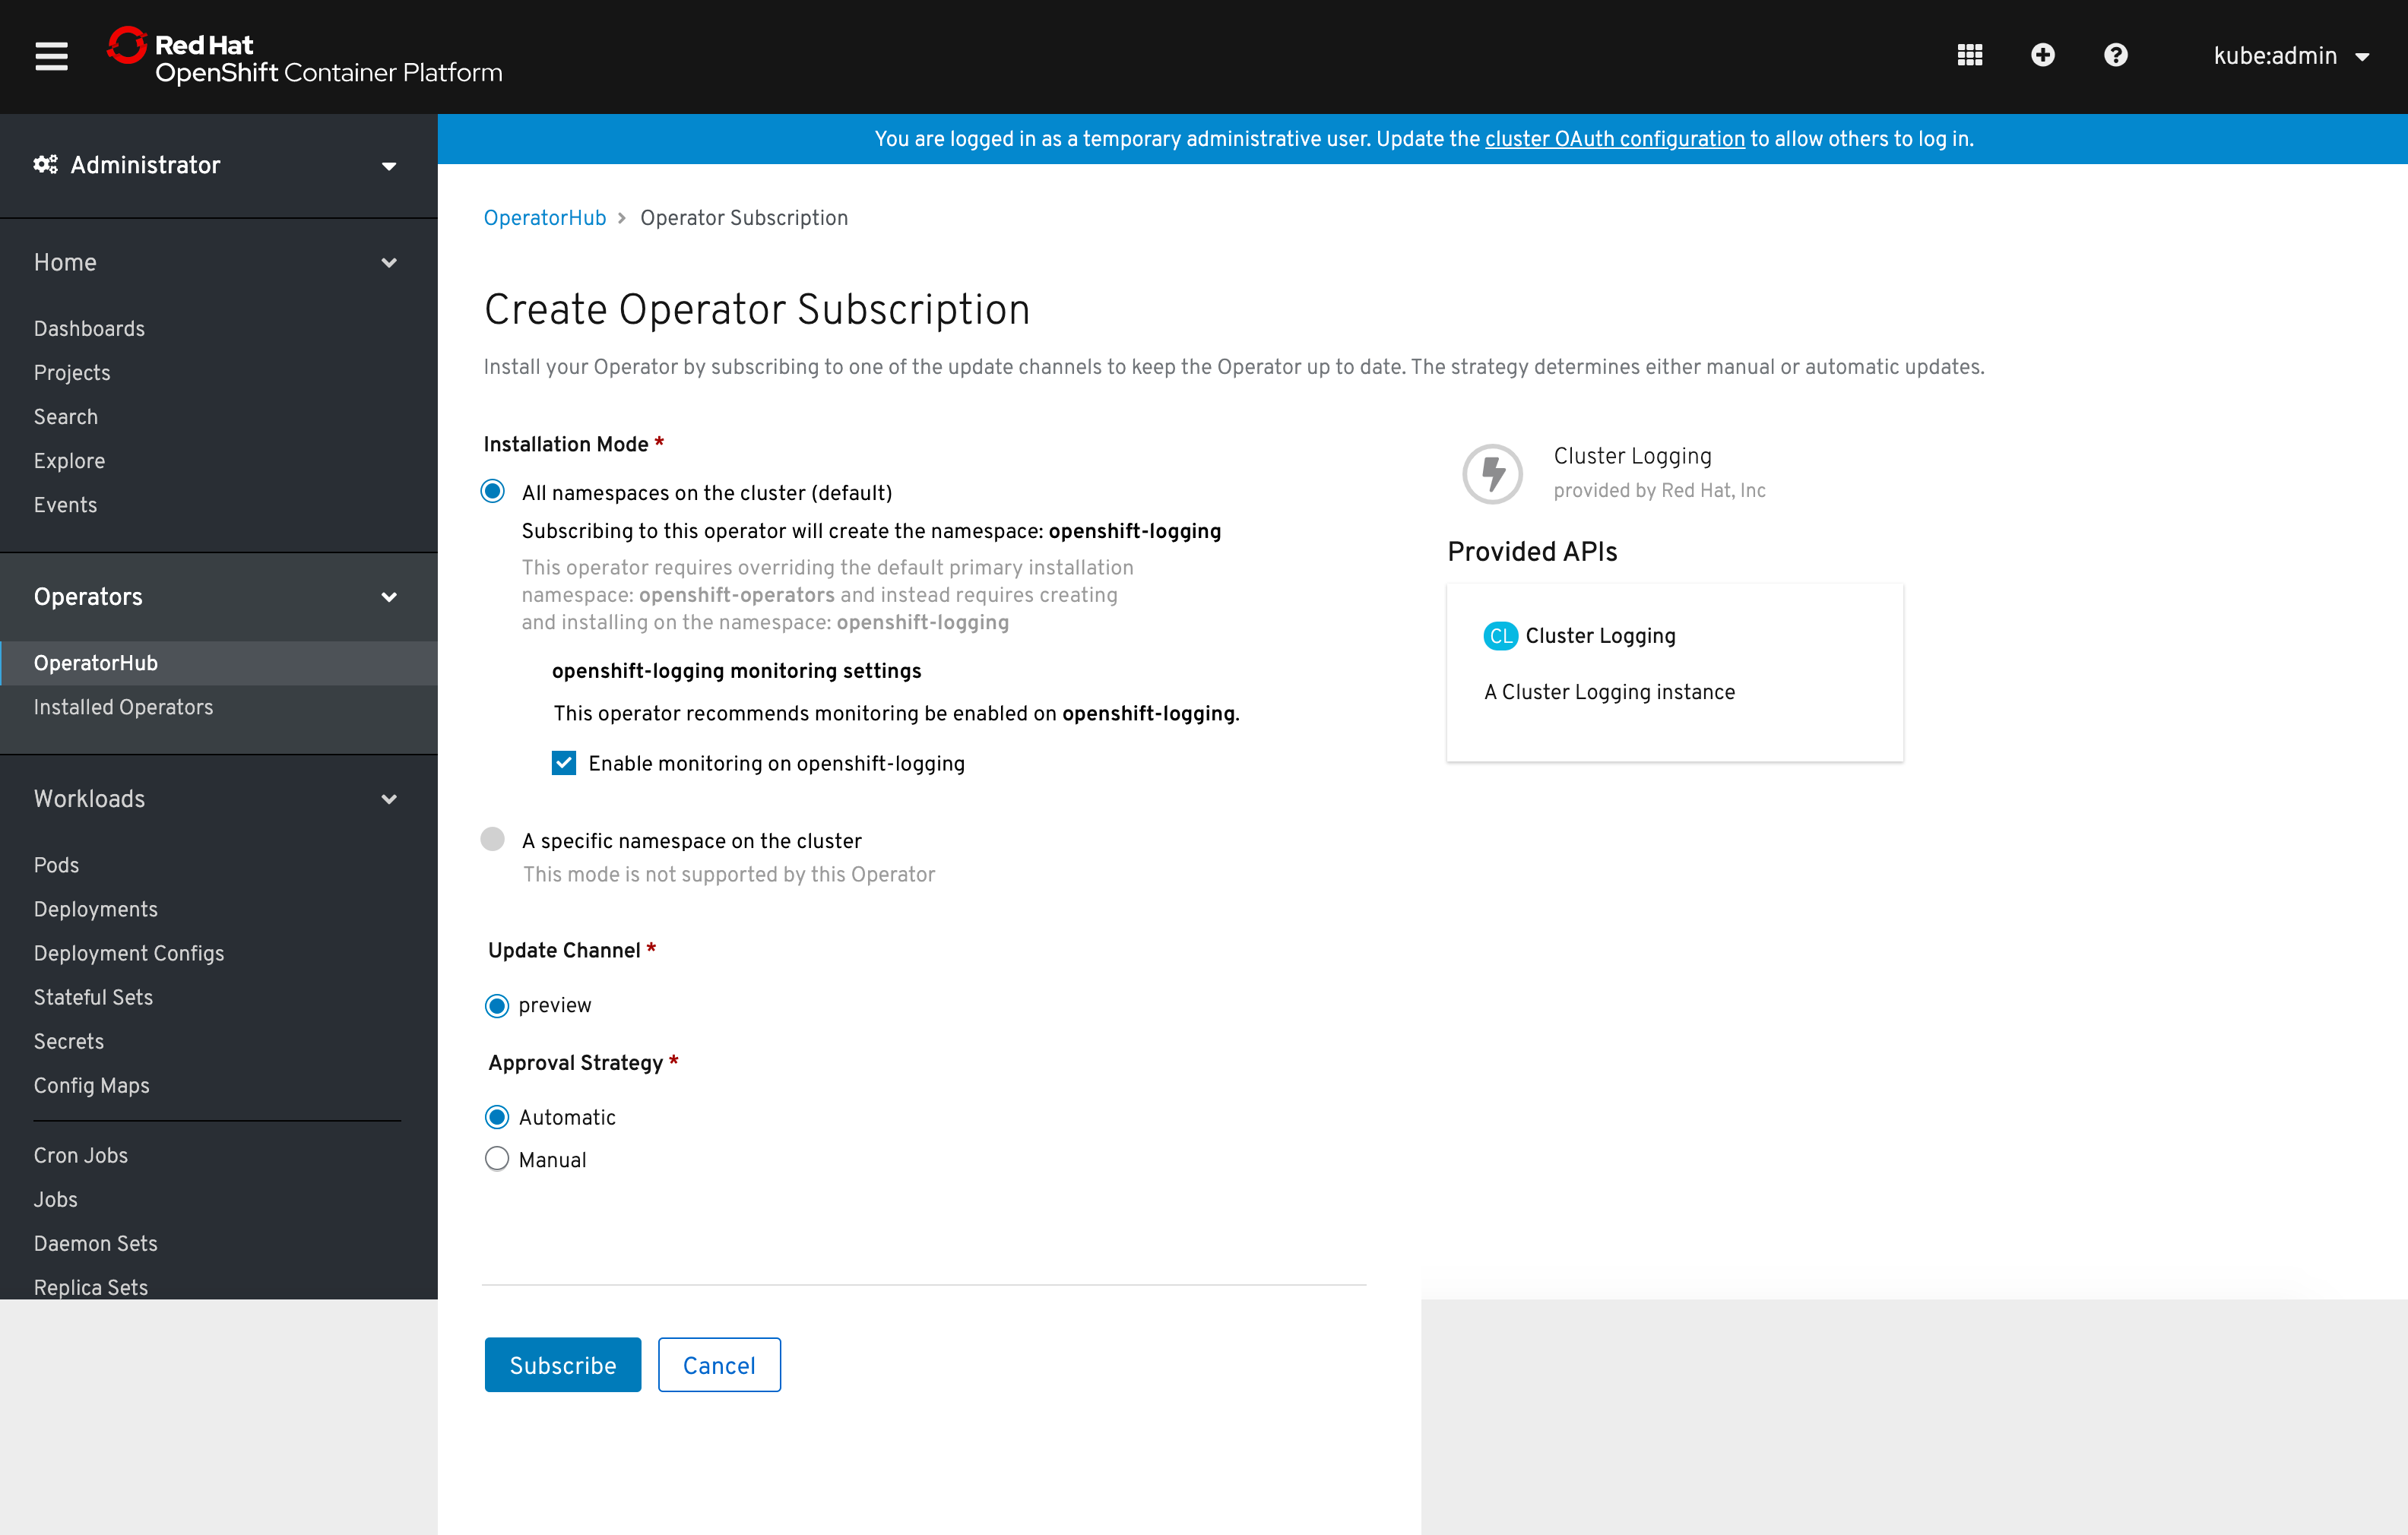 Red Hat
OpenShift Container Platform
kube:admin
Administrator
You are logged in as a temporary administrative user. Update the cluster OAuth configuration to allow others to log in.
Home
Dashboards
Projects
Search
Explore
Events
Operators
OperatorHub
Installed Operators
Workloads
Pods
Deployments
Deployment Configs
Stateful Sets
Secrets
Config Maps
Cron Jobs
Jobs
Daemon Sets
Replica Sets
OperatorHub > Operator Subscription
Create Operator Subscription
Install your Operator by subscribing to one of the update channels to keep the Operator up to date. The strategy determines either manual or automatic updates.
Installation Mode *
All namespaces on the cluster (default)
Subscribing to this operator will create the namespace: openshift-logging
This operator requires overriding the default primary installation
namespace: openshift-operators and instead requires creating
and installing on the namespace: openshift-logging
openshift-logging monitoring settings
This operator recommends monitoring be enabled on openshift-logging.
Enable monitoring on openshift-logging
A specific namespace on the cluster
This mode is not supported by this Operator
Update Channel *
preview
Approval Strategy *
Automatic
Manual
Subscribe
Cancel
Cluster Logging
provided by Red Hat, Inc
Provided APIs
CL Cluster Logging
A Cluster Logging instance